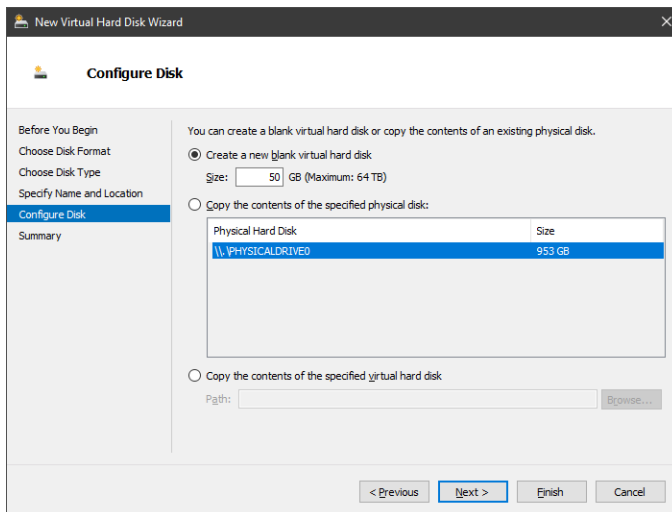 New Virtual Hard Disk Wizard
Configure Disk
Before You Begin
Choose Disk Format
Choose Disk Type
Specify Name and Location
Configure Disk
Summary
You can create a blank virtual hard disk or copy the contents of an existing physical disk.
Create a new blank virtual hard disk
Size: 50 GB (Maximum: 64 TB)
Copy the contents of the specified physical disk:
Physical Hard Disk Size
\\.\PHYSICALDRIVE0 953 GB
Copy the contents of the specified virtual hard disk
Path: Browse...
< Previous Next > Finish Cancel